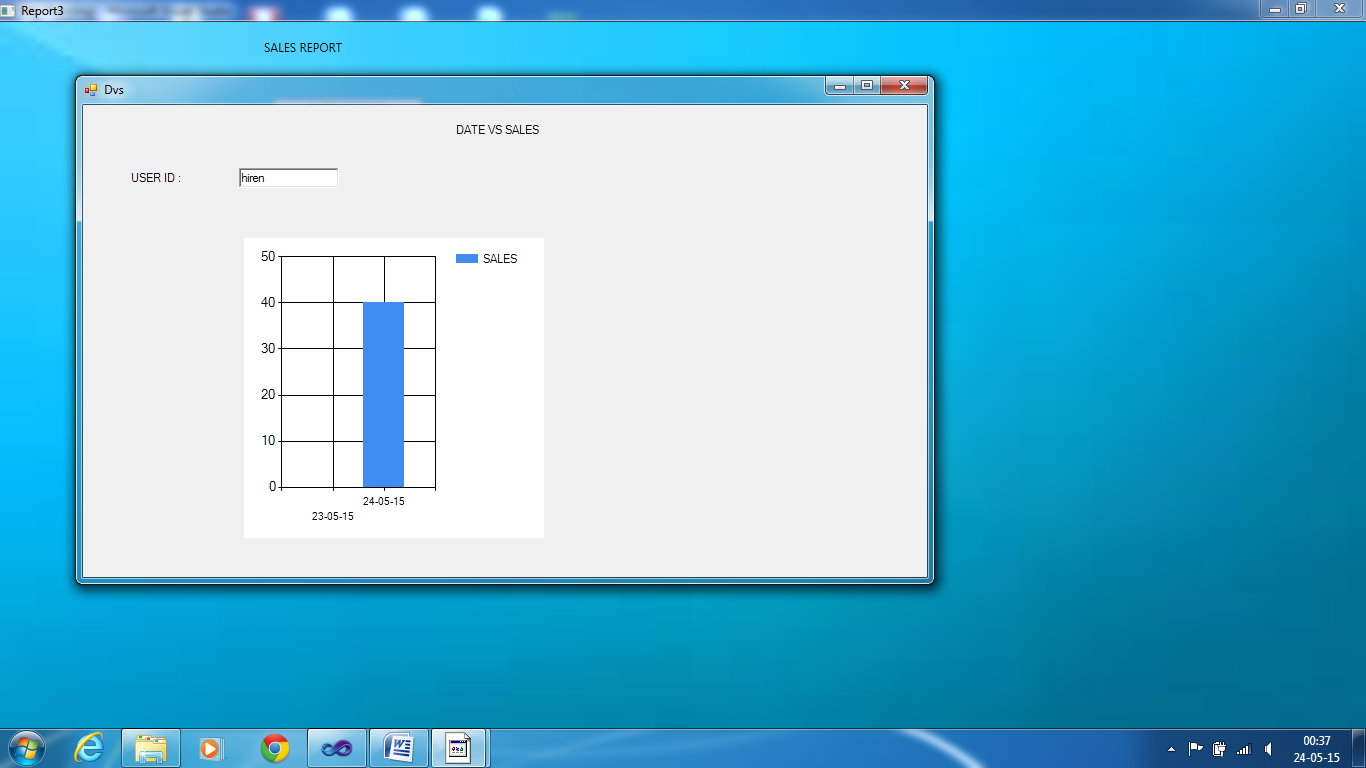 Report3
SALES REPORT
Dvs
DATE VS SALES
USER ID :
hiren
50
SALES
40
30
20
10
0
24-05-15
23-05-15
00:37
24-05-15